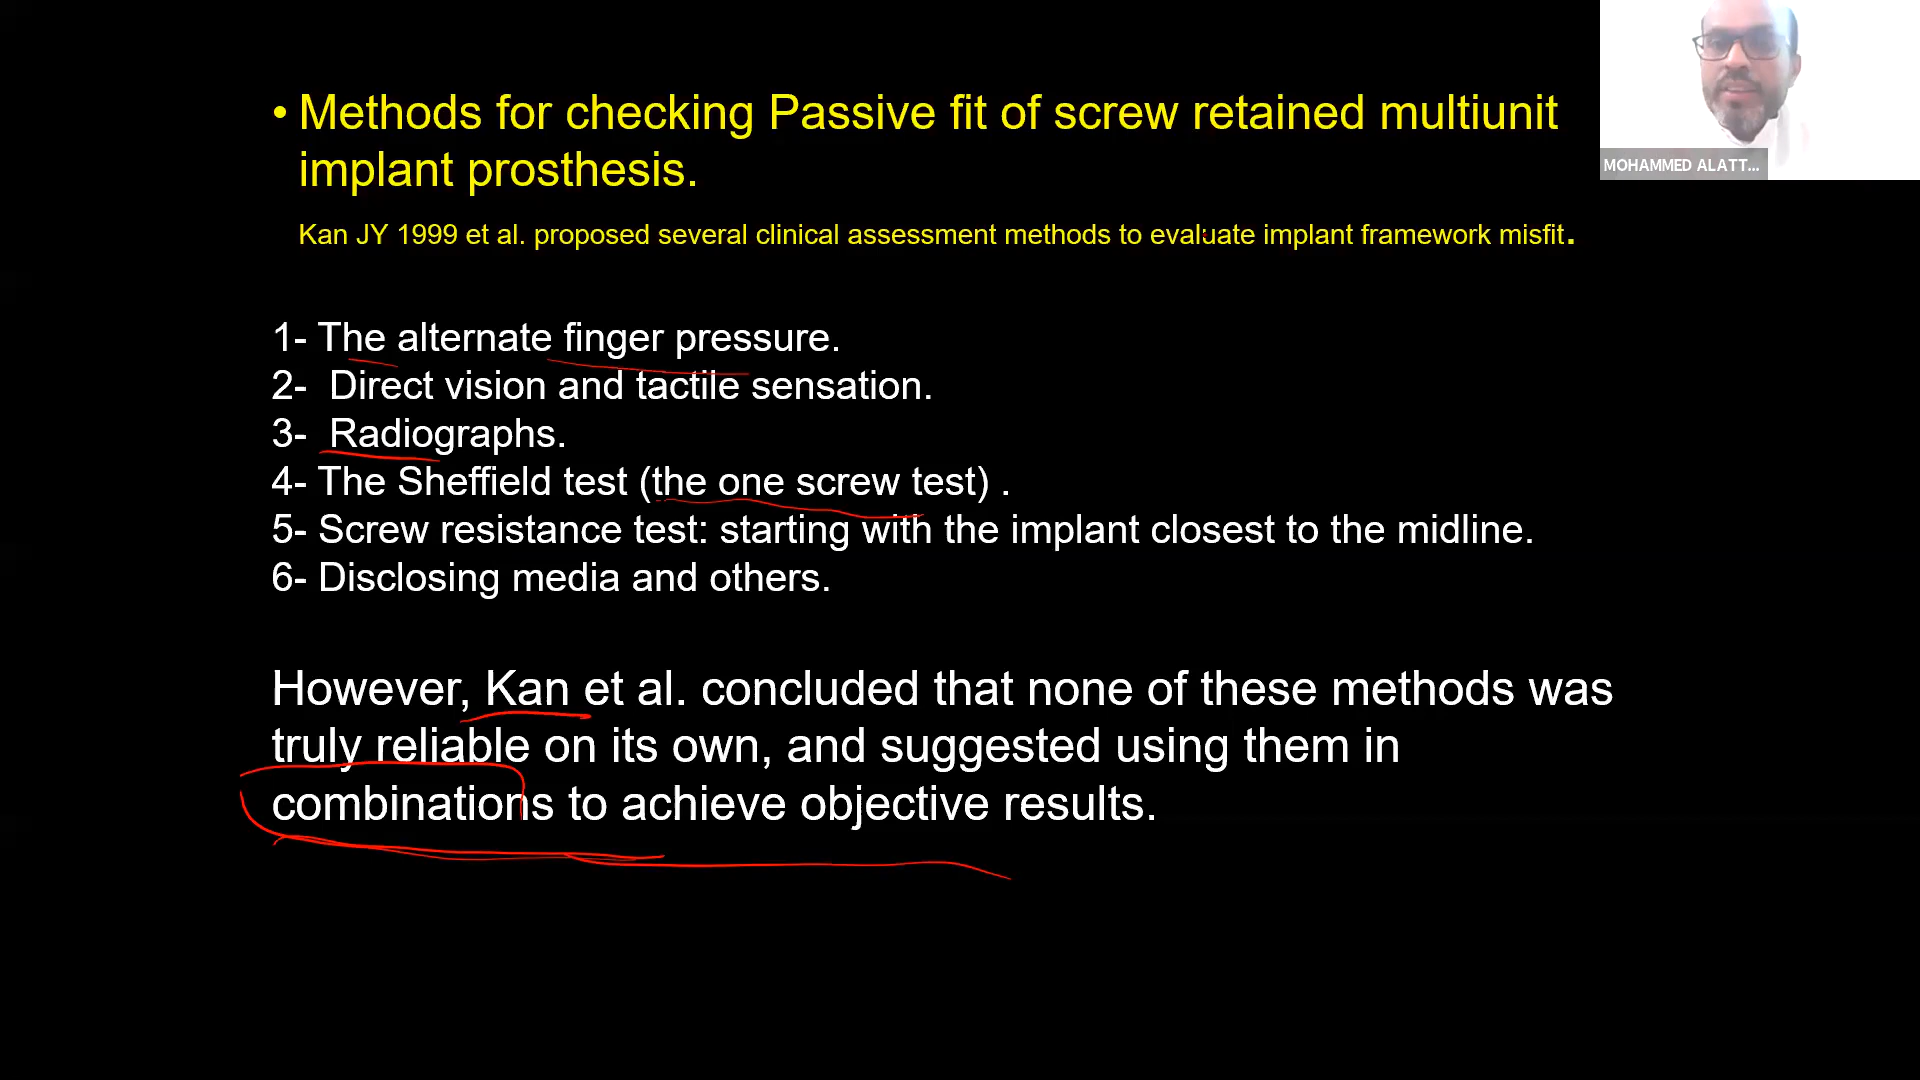 • Methods for checking Passive fit of screw retained multiunit
implant prosthesis.
Kan JY 1999 et al. proposed several clinical assessment methods to evaluate implant framework misfit.
1- The alternate finger pressure.
2- Direct vision and tactile sensation.
3- Radiographs.
4- The Sheffield test (the one screw test) .
5- Screw resistance test: starting with the implant closest to the midline.
6- Disclosing media and others.
However, Kan et al. concluded that none of these methods was
truly reliable on its own, and suggested using them in
combinations to achieve objective results.
MOHAMMED ALATT...